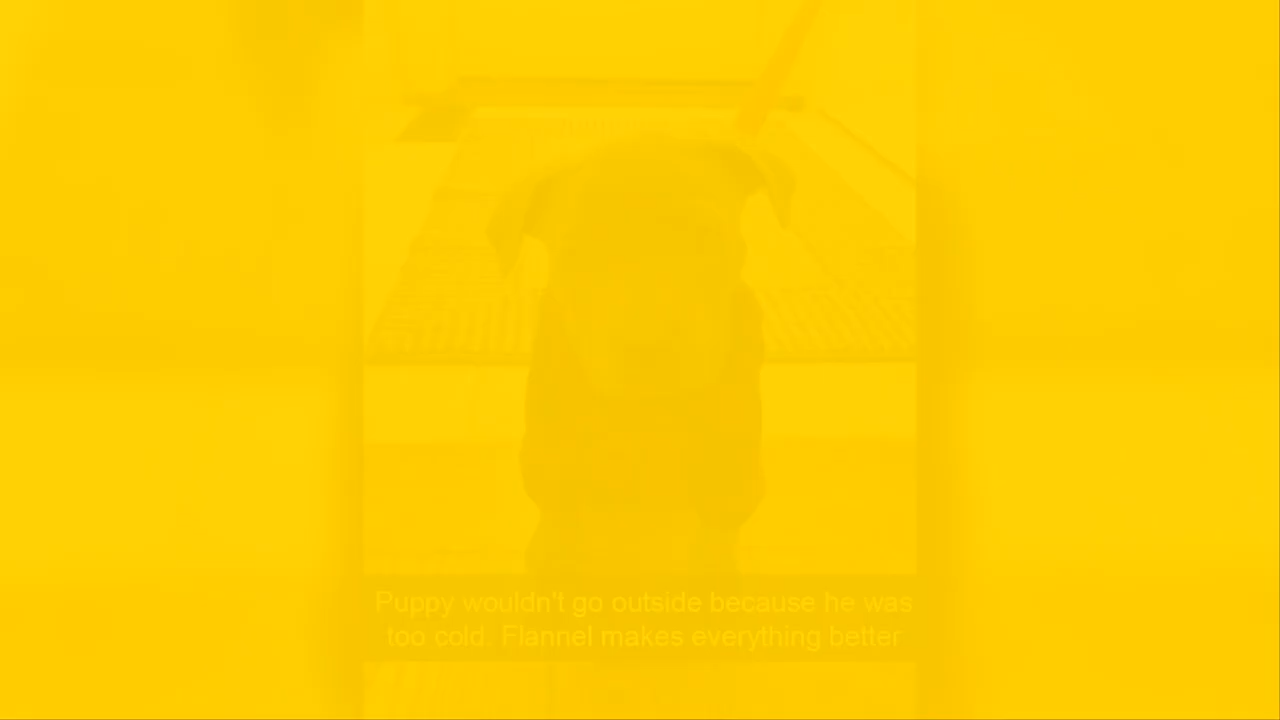 Puppy wouldn't go outside because he was
too cold. Flannel makes everything better